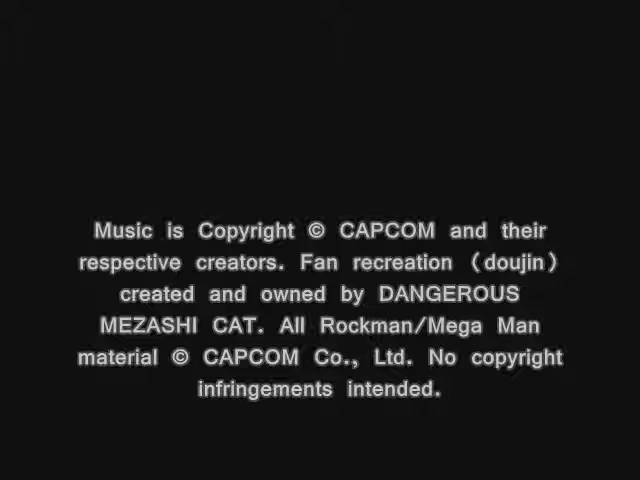 Music is Copyright © CAPCOM and their
respective creators. Fan recreation (doujin)
created and owned by DANGEROUS
MEZASHI CAT. All Rockman/Mega Man
material © CAPCOM Co., Ltd. No copyright
infringements intended.